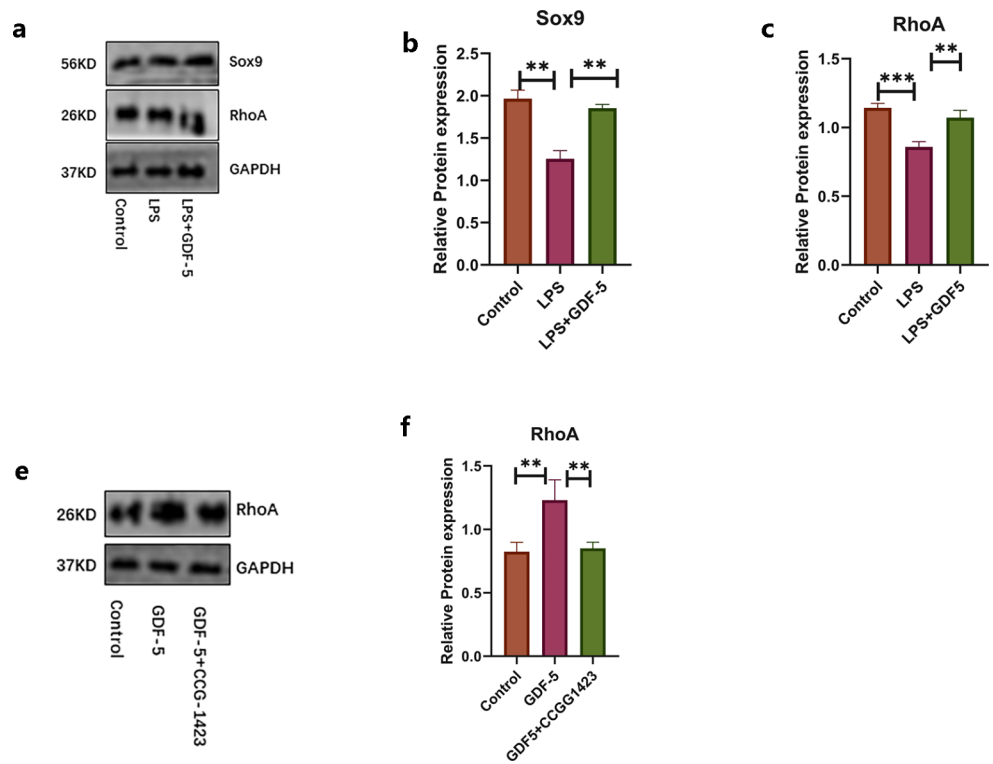 a
56KD
Sox9
26KD
RhoA
37KD
GAPDH
Control
LPS
LPS+GDF-5
b
Sox9
Relative Protein expression
2.5
2.0
1.5
1.0
0.5
0.0
**
**
Control
LPS
LPS+GDF-5
c
RhoA
Relative Protein expression
1.5
1.0
0.5
0.0
***
**
Control
LPS
LPS+GDF5
e
26KD
RhoA
37KD
GAPDH
Control
GDF-5
GDF-5+CCG-1423
f
RhoA
Relative Protein expression
1.5
1.0
0.5
0.0
**
**
Control
GDF-5
GDF5+CCGG1423